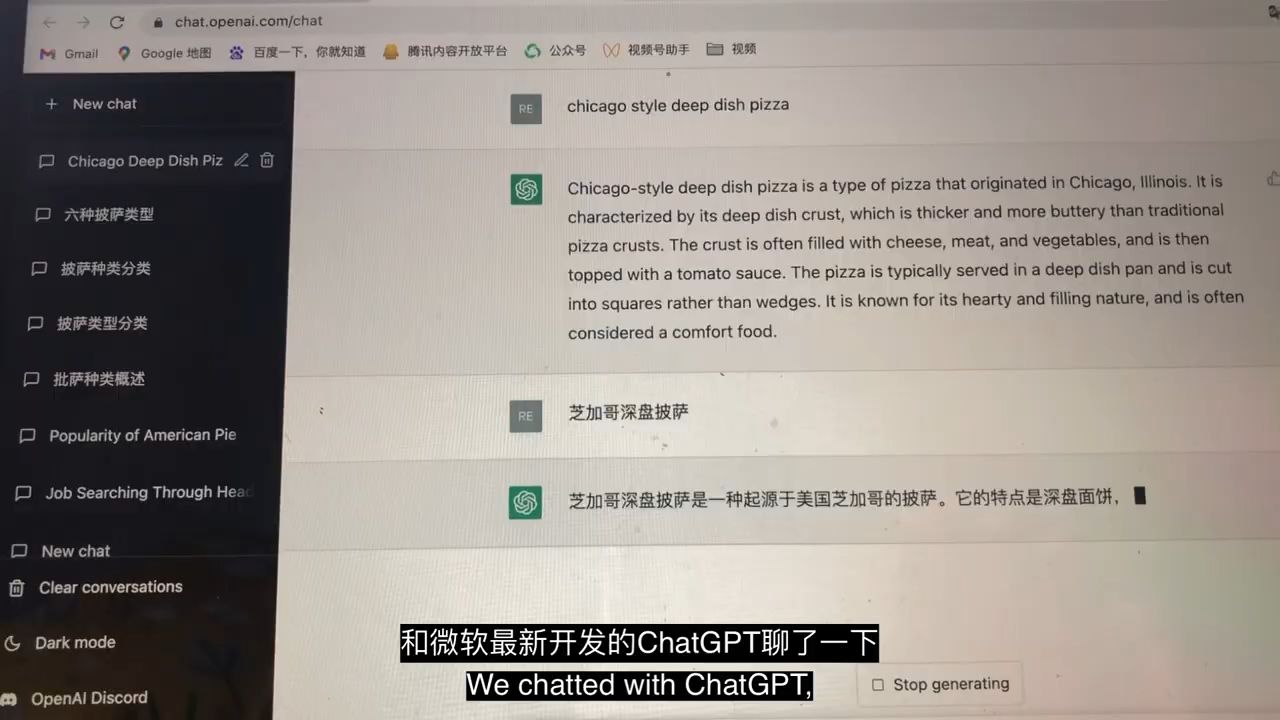 chat.openai.com/chat
Gmail
Google 地图
百度一下，你就知道
腾讯内容开放平台
公众号
视频号助手
视频
New chat
Chicago Deep Dish Piz
六种披萨类型
披萨种类分类
披萨类型分类
批萨种类概述
Popularity of American Pie
Job Searching Through Head
New chat
Clear conversations
Dark mode
OpenAI Discord
RE
chicago style deep dish pizza
Chicago-style deep dish pizza is a type of pizza that originated in Chicago, Illinois. It is
characterized by its deep dish crust, which is thicker and more buttery than traditional
pizza crusts. The crust is often filled with cheese, meat, and vegetables, and is then
topped with a tomato sauce. The pizza is typically served in a deep dish pan and is cut
into squares rather than wedges. It is known for its hearty and filling nature, and is often
considered a comfort food.
RE
芝加哥深盘披萨
芝加哥深盘披萨是一种起源于美国芝加哥的披萨。它的特点是深盘面饼，
Stop generating
和微软最新开发的ChatGPT聊了一下
We chatted with ChatGPT,